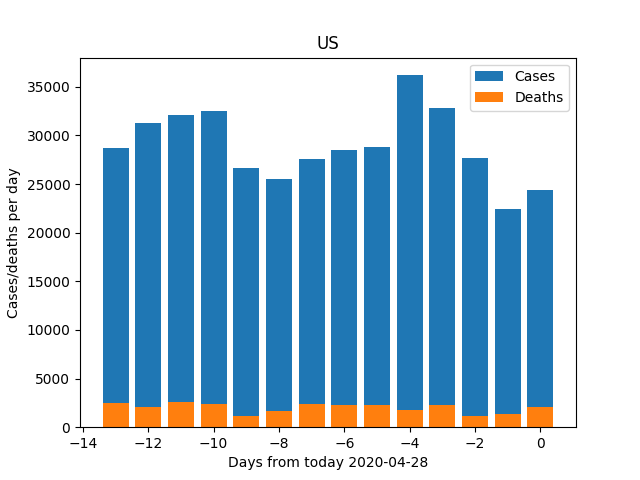 US
Cases
Deaths
35000
30000
25000
20000
15000
10000
5000
0
Cases/deaths per day
−14 −12 −10 −8 −6 −4 −2 0
Days from today 2020-04-28